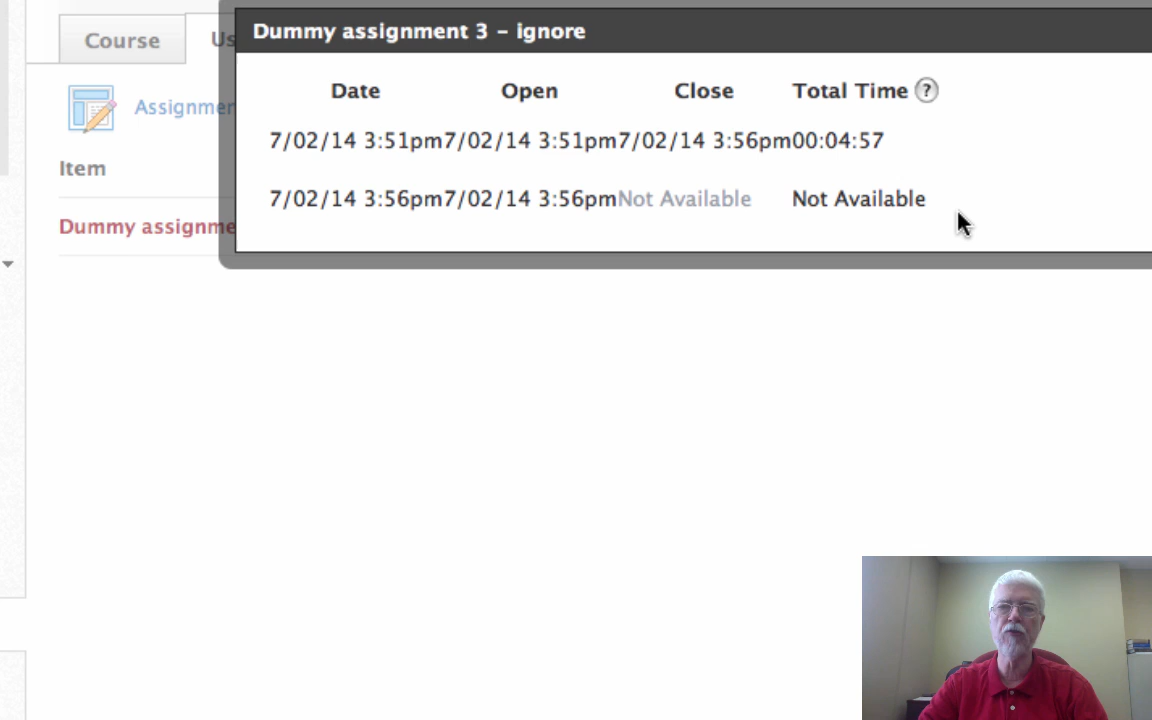 Dummy assignment 3 – ignore
Course Us
Date Open Close Total Time ?
Assignmen
7/02/14 3:51pm7/02/14 3:51pm7/02/14 3:56pm00:04:57
Item
7/02/14 3:56pm7/02/14 3:56pmNot Available Not Available
Dummy assignme